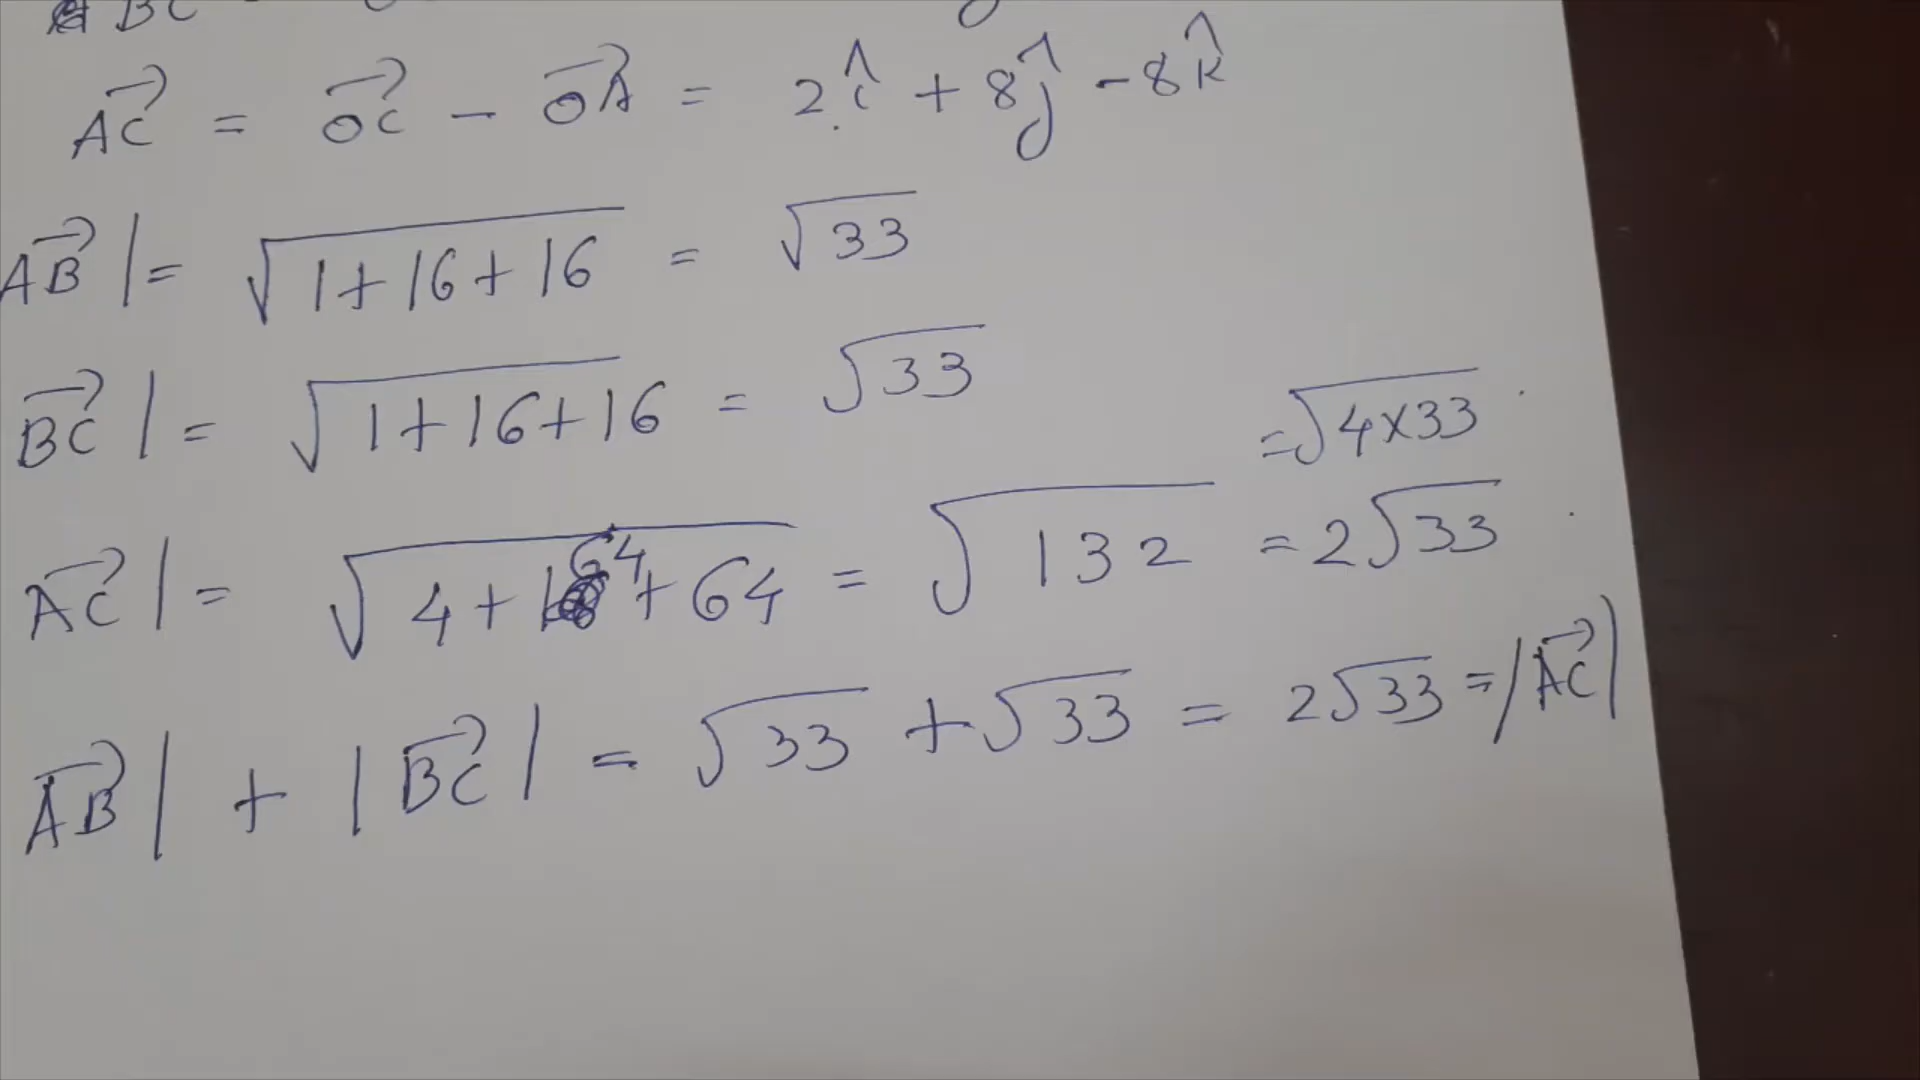 BC
AC⃗ = OC⃗ − OA⃗ = 2î + 8ĵ − 8k̂
AB⃗ | = √(1+16+16) = √33
BC⃗ | = √(1+16+16) = √33
= √(4×33)
AC⃗ | = √(4+64+64) = √132 = 2√33
AB⃗ | + |BC⃗| = √33 + √33 = 2√33 = |AC⃗|